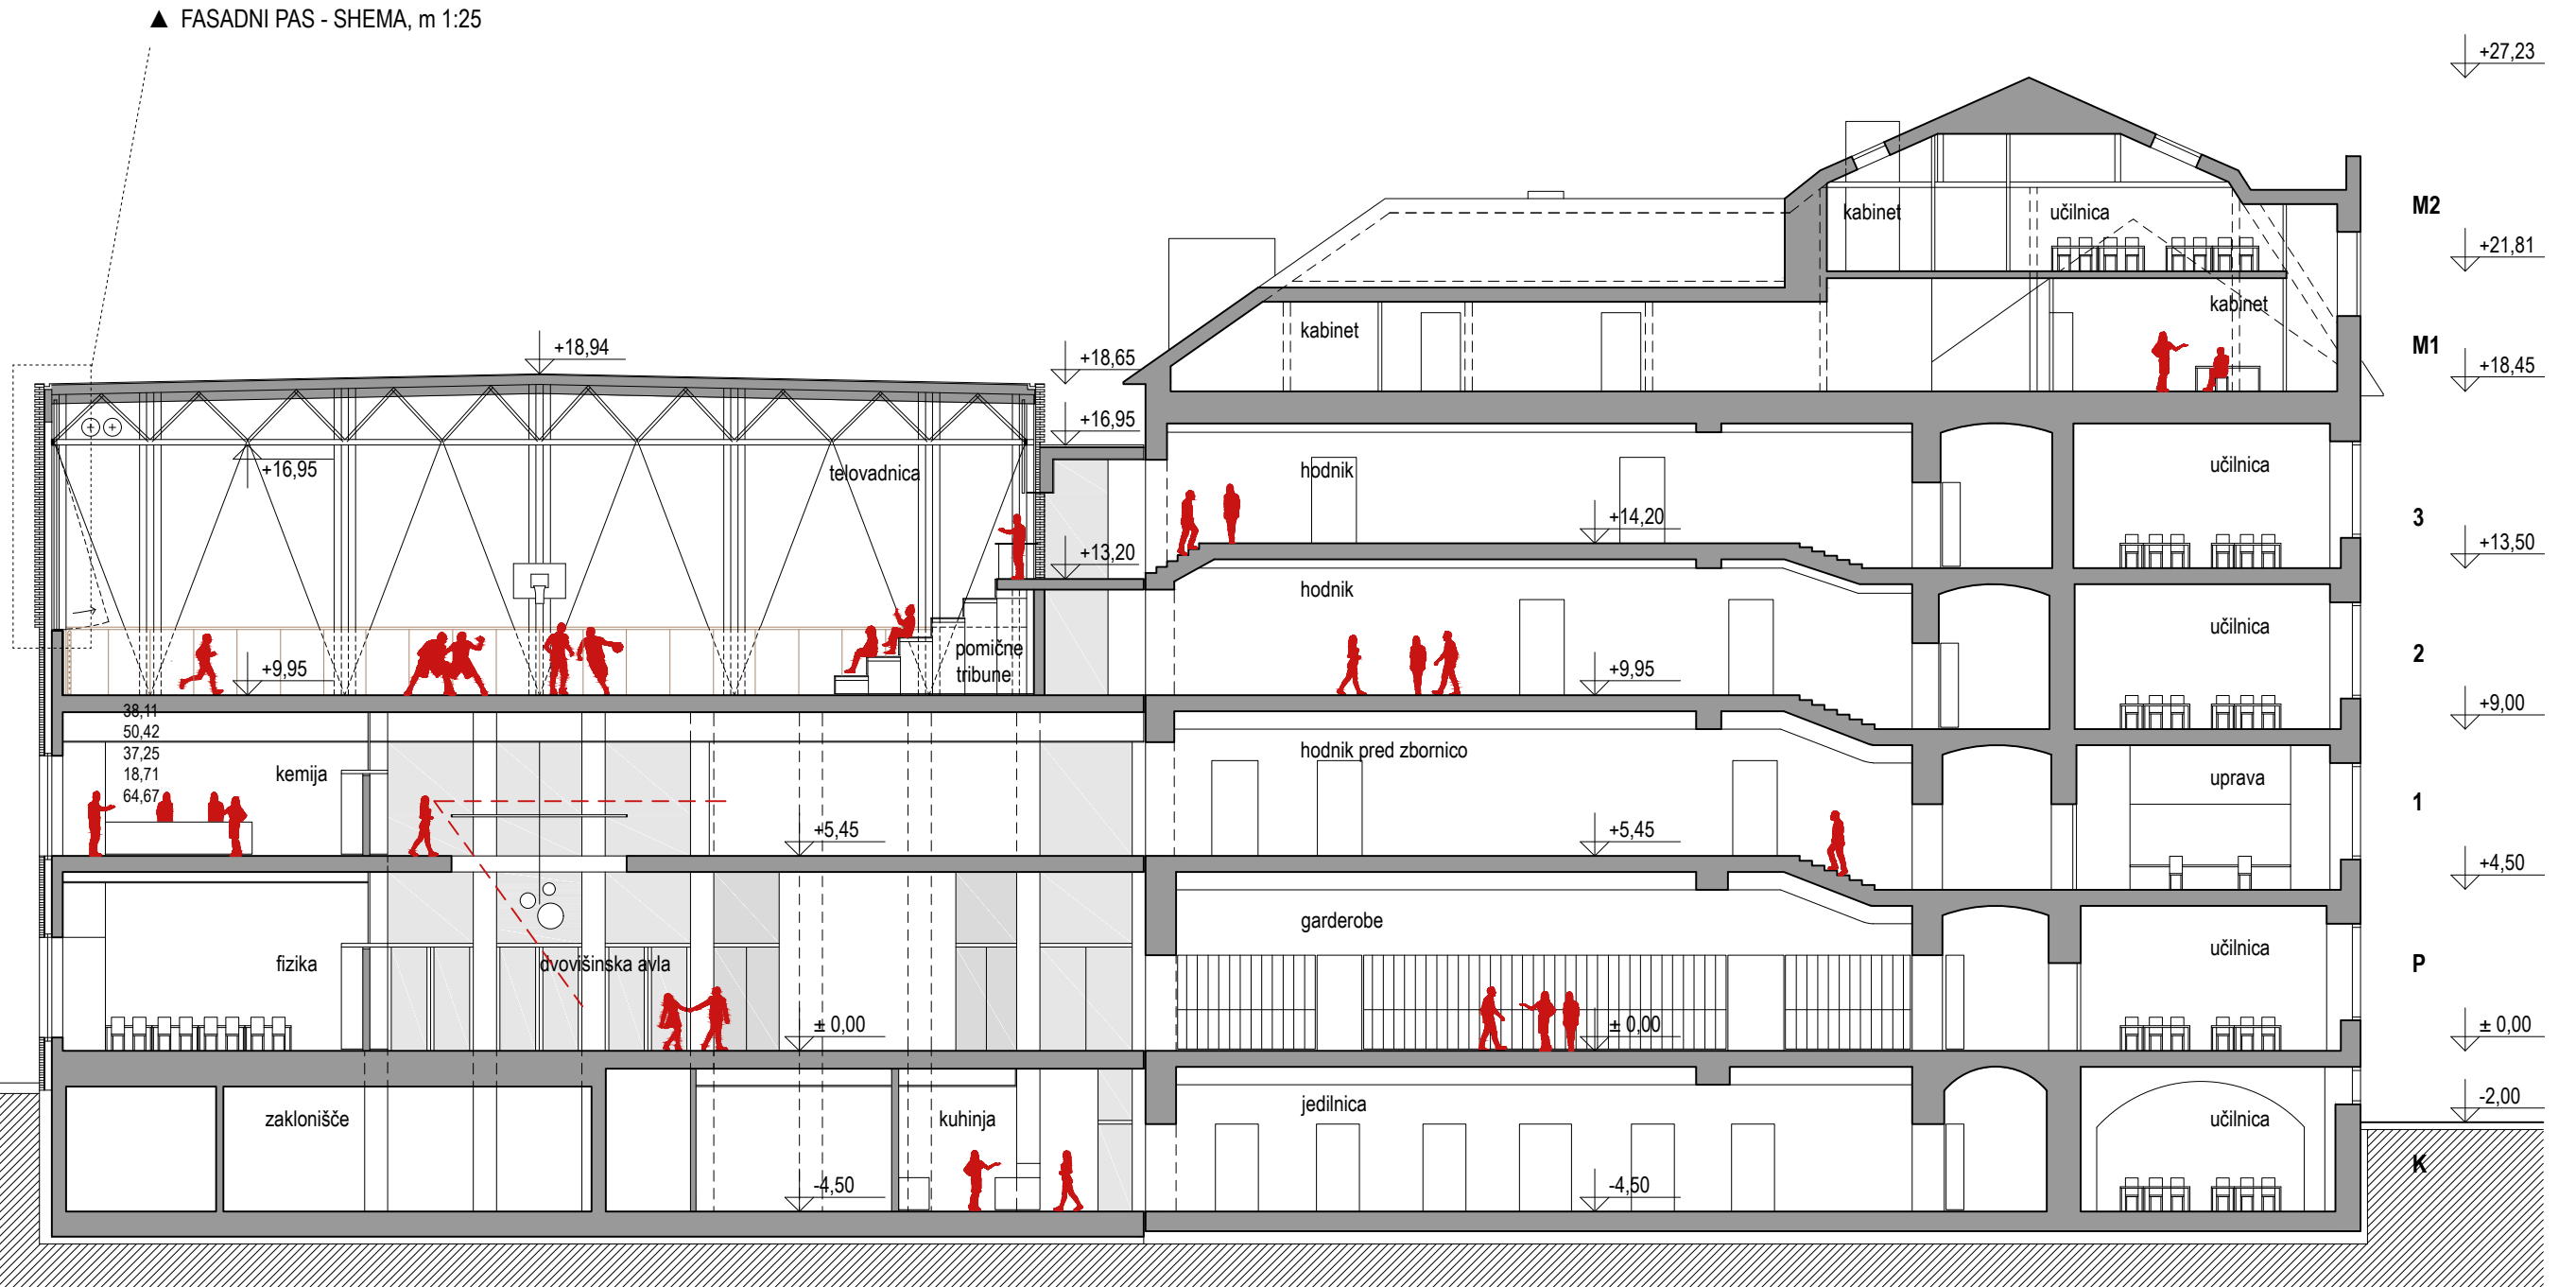 ▲ FASADNI PAS - SHEMA, m 1:25
+27,23
kabinet
učilnica
M2
+21,81
kabinet
kabinet
M1
+18,45
+18,94
+18,65
+16,95
+16,95
telovadnica
hodnik
učilnica
+14,20
3
+13,20
+13,50
hodnik
učilnica
pomične
tribune
2
+9,95
+9,95
+9,00
38,11
50,42
37,25
18,71
64,67
kemija
hodnik pred zbornico
uprava
1
+5,45
+5,45
+4,50
garderobe
fizika
dvovišinska avla
učilnica
P
± 0,00
± 0,00
± 0,00
-2,00
zaklonišče
kuhinja
jedilnica
učilnica
K
-4,50
-4,50